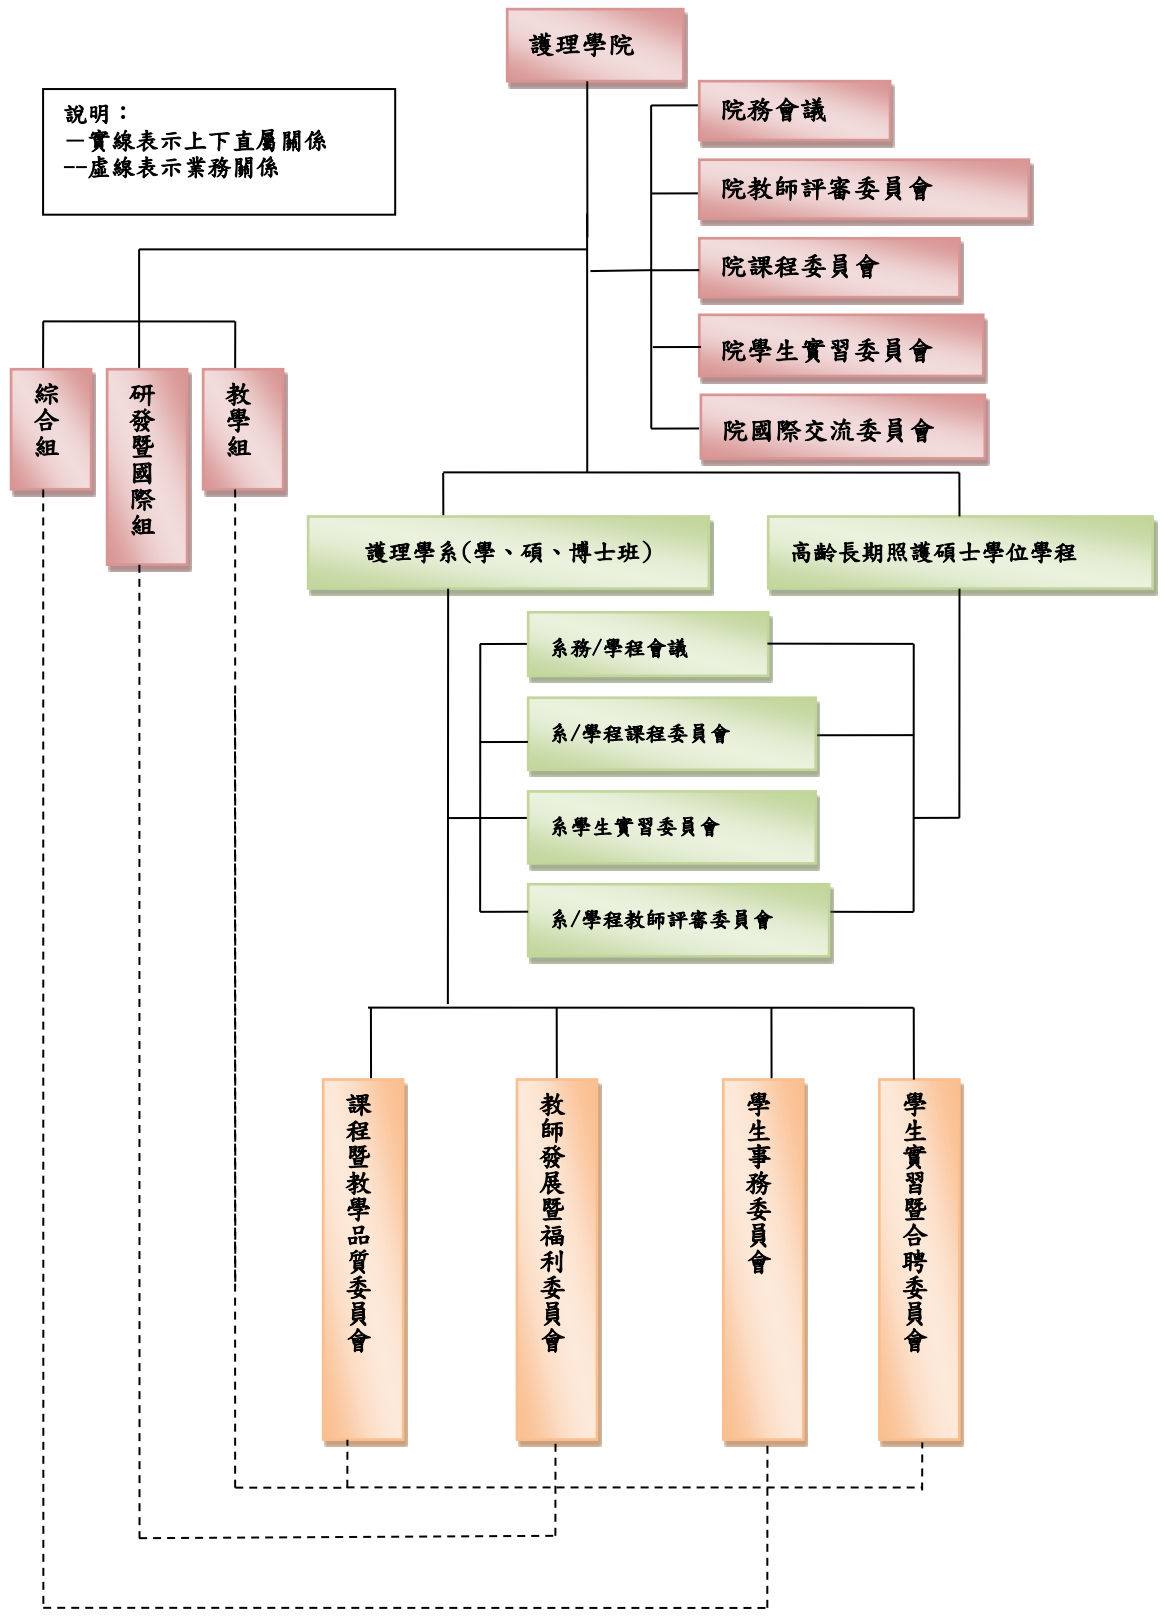 護理學院
說明：
－實線表示上下直屬關係
--虛線表示業務關係
院務會議
院教師評審委員會
院課程委員會
院學生實習委員會
院國際交流委員會
綜合組
研發暨國際組
教學組
護理學系(學、碩、博士班)
高齡長期照護碩士學位學程
系務/學程會議
系/學程課程委員會
系學生實習委員會
系/學程教師評審委員會
課程暨教學品質委員會
教師發展暨福利委員會
學生事務委員會
學生實習暨合聘委員會